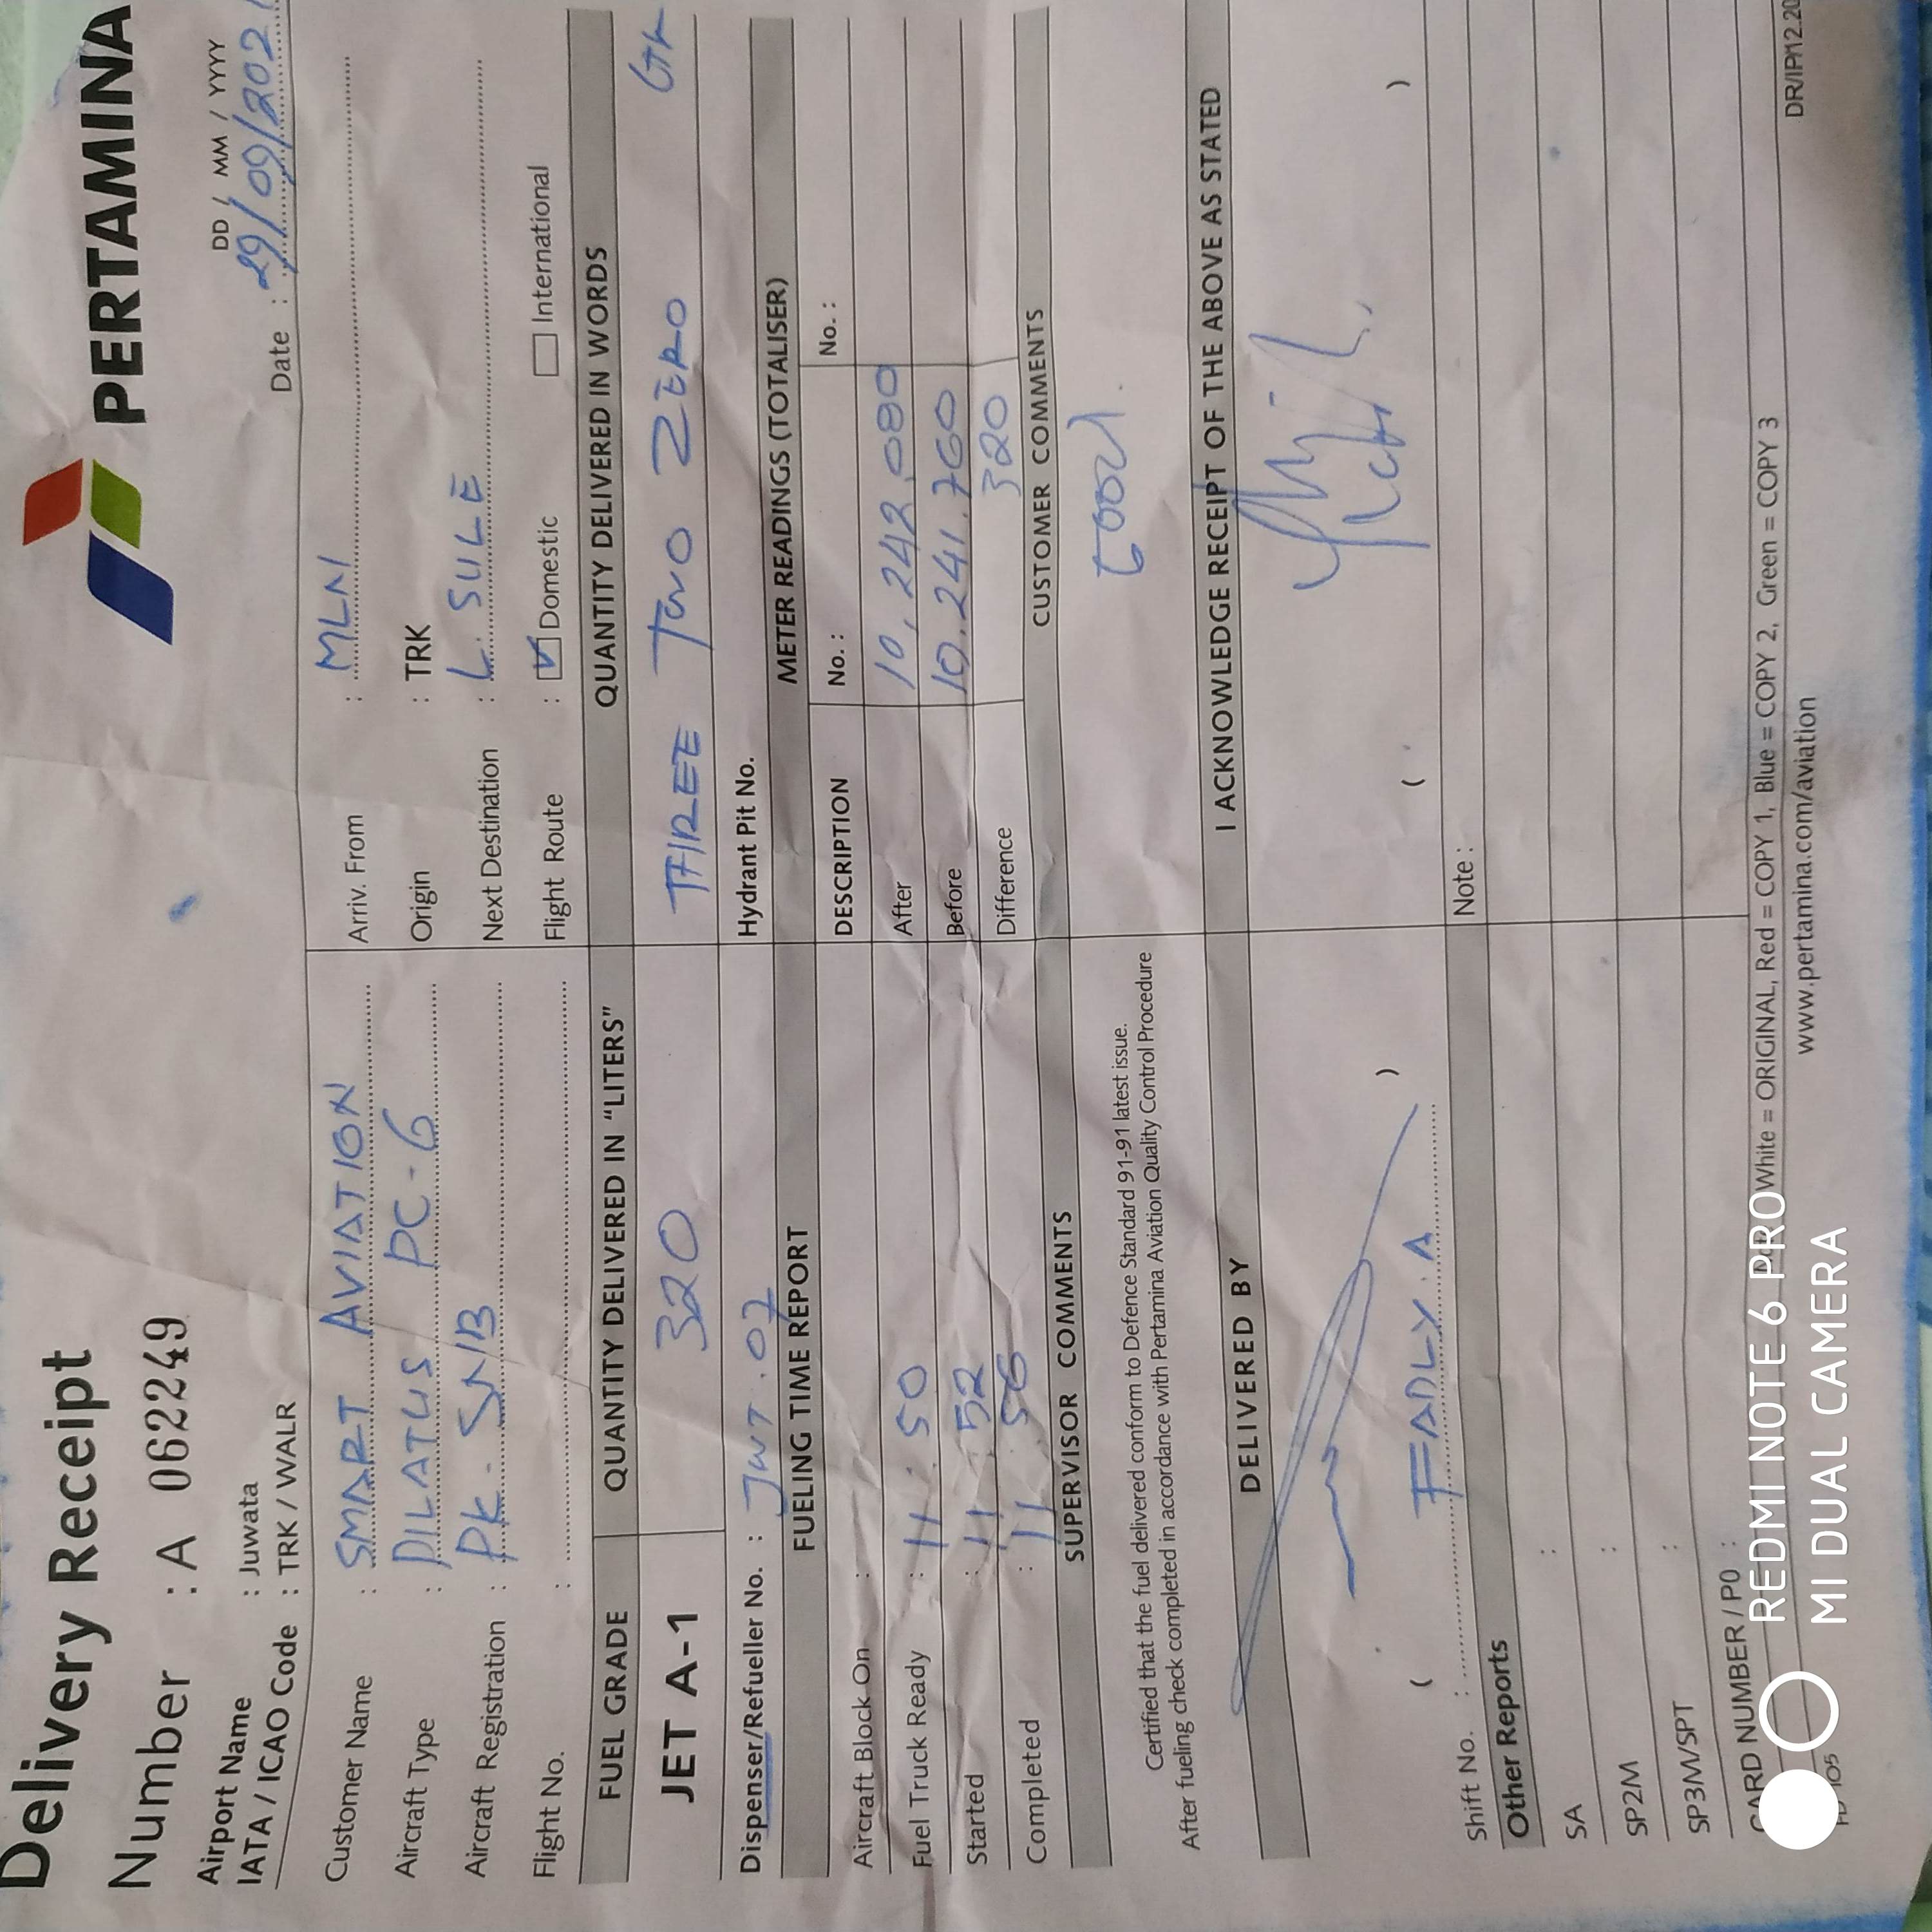 Delivery Receipt
PERTAMINA
Number : A 062249
Airport Name : Juwata
IATA / ICAO Code : TRK / WALR
DD / MM / YYYY
Date : 29/09/202
Customer Name : SMART AVIATION
Aircraft Type : PILATUS PC-6
Aircraft Registration : PK. SNB
Flight No. :
Arriv. From : MLN
Origin : TRK
Next Destination : L. SULE
Flight Route : Domestic International
FUEL GRADE QUANTITY DELIVERED IN "LITERS" QUANTITY DELIVERED IN WORDS
JET A-1 320 THREE TWO ZERO
Dispenser/Refueller No. : JWT.07 Hydrant Pit No.
FUELING TIME REPORT METER READINGS (TOTALISER)
Aircraft Block On : DESCRIPTION No. : No. :
Fuel Truck Ready : 11.50 After 10,242.080
Started : 11 52 Before 10.241.760
Completed : 11 56 Difference 320
SUPERVISOR COMMENTS CUSTOMER COMMENTS
Good.
Certified that the fuel delivered conform to Defence Standard 91-91 latest issue.
After fueling check completed in accordance with Pertamina Aviation Quality Control Procedure
DELIVERED BY I ACKNOWLEDGE RECEIPT OF THE ABOVE AS STATED
( FADLY. A ) ( )
Shift No. : Note :
Other Reports
SA :
SP2M :
SP3M/SPT :
CARD NUMBER / PO :
White = ORIGINAL, Red = COPY 1, Blue = COPY 2, Green = COPY 3
www.pertamina.com/aviation
REDMI NOTE 6 PRO
MI DUAL CAMERA